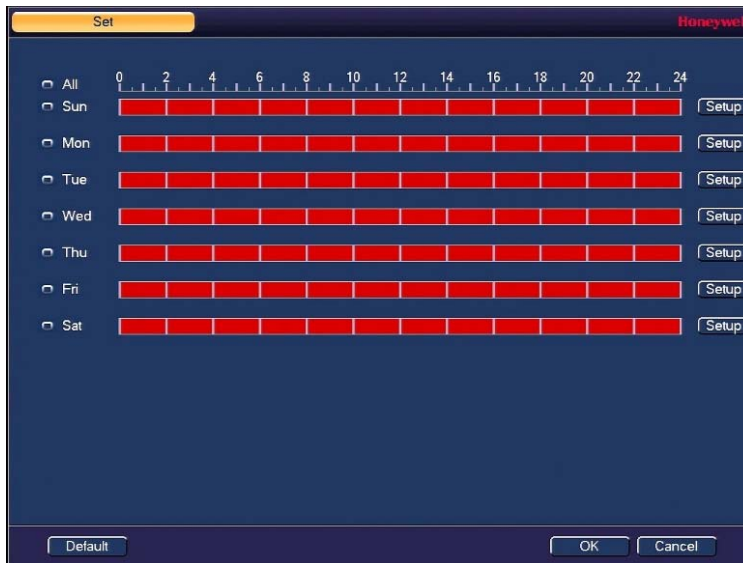 Set
Honeywel
All 0 2 4 6 8 10 12 14 16 18 20 22 24
Sun Setup
Mon Setup
Tue Setup
Wed Setup
Thu Setup
Fri Setup
Sat Setup
Default OK Cancel